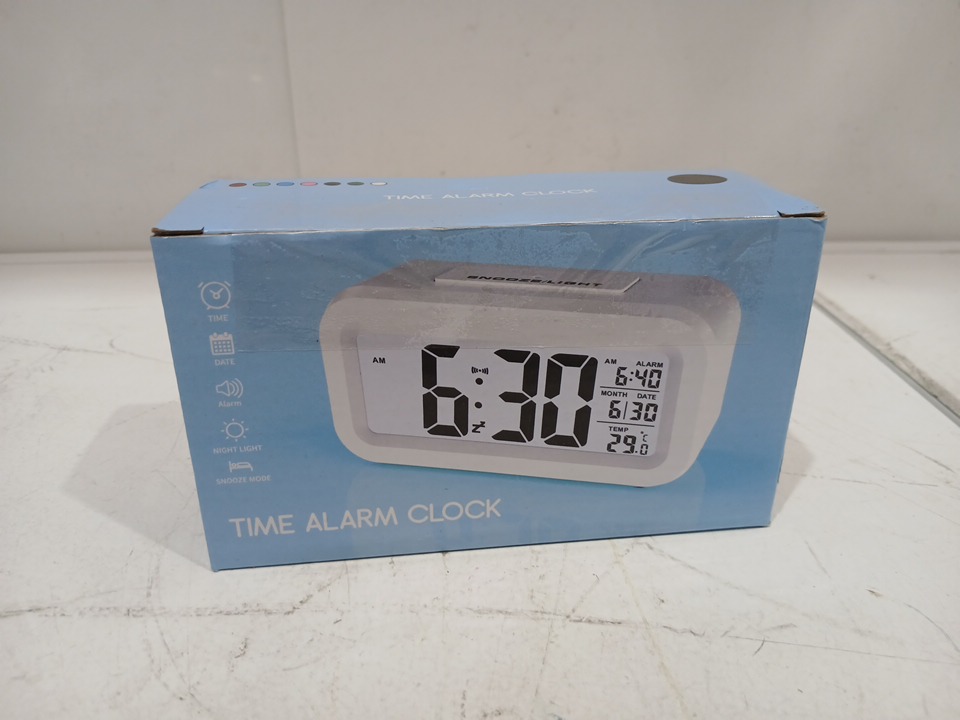 TIME ALARM CLOCK
TIME
DATE
Alarm
NIGHT LIGHT
SNOOZE MODE
SNOOZE/LIGHT
AM
6:30
Zz
AM ALARM
6:40
MONTH DATE
6|30
TEMP
29.0 °C
TIME ALARM CLOCK